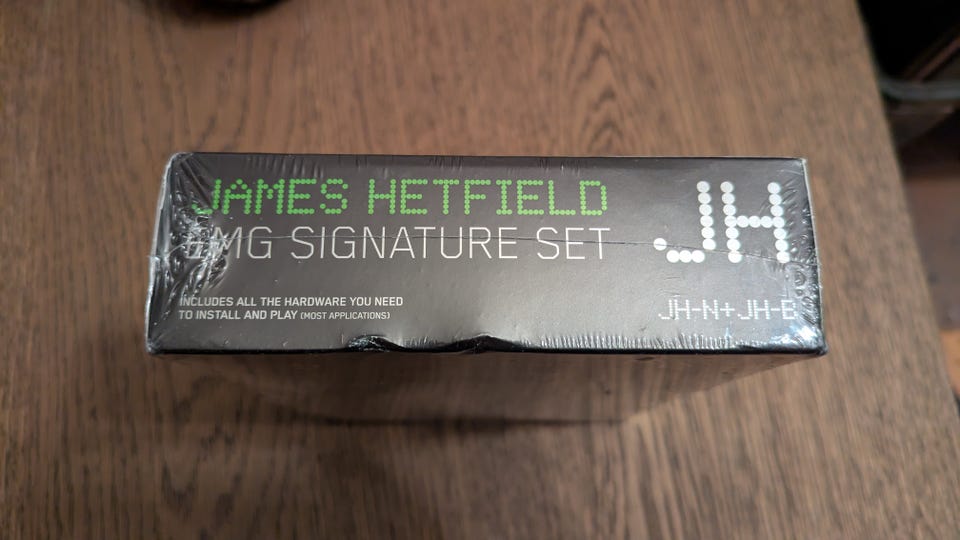 JAMES HETFIELD
EMG SIGNATURE SET
INCLUDES ALL THE HARDWARE YOU NEED
TO INSTALL AND PLAY (MOST APPLICATIONS)
JH
JH-N+JH-B